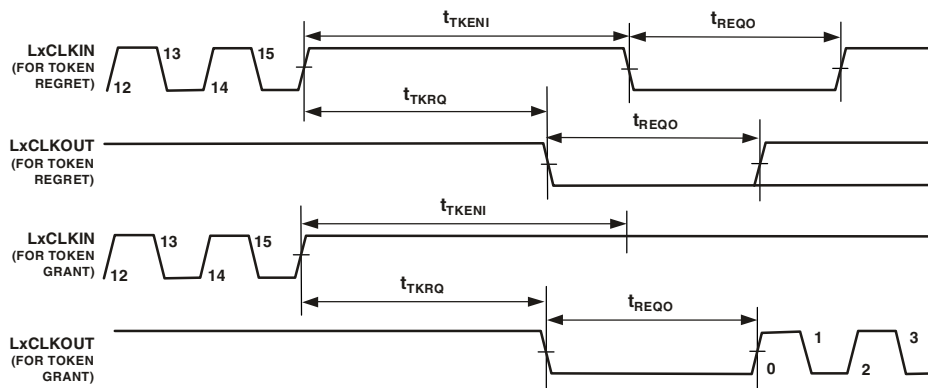 tTKENI
tREQO
LxCLKIN
(FOR TOKEN
REGRET)
12 13 14 15
tTKRQ
tREQO
LxCLKOUT
(FOR TOKEN
REGRET)
tTKENI
LxCLKIN
(FOR TOKEN
GRANT)
12 13 14 15
tTKRQ
tREQO
LxCLKOUT
(FOR TOKEN
GRANT)
0 1 2 3